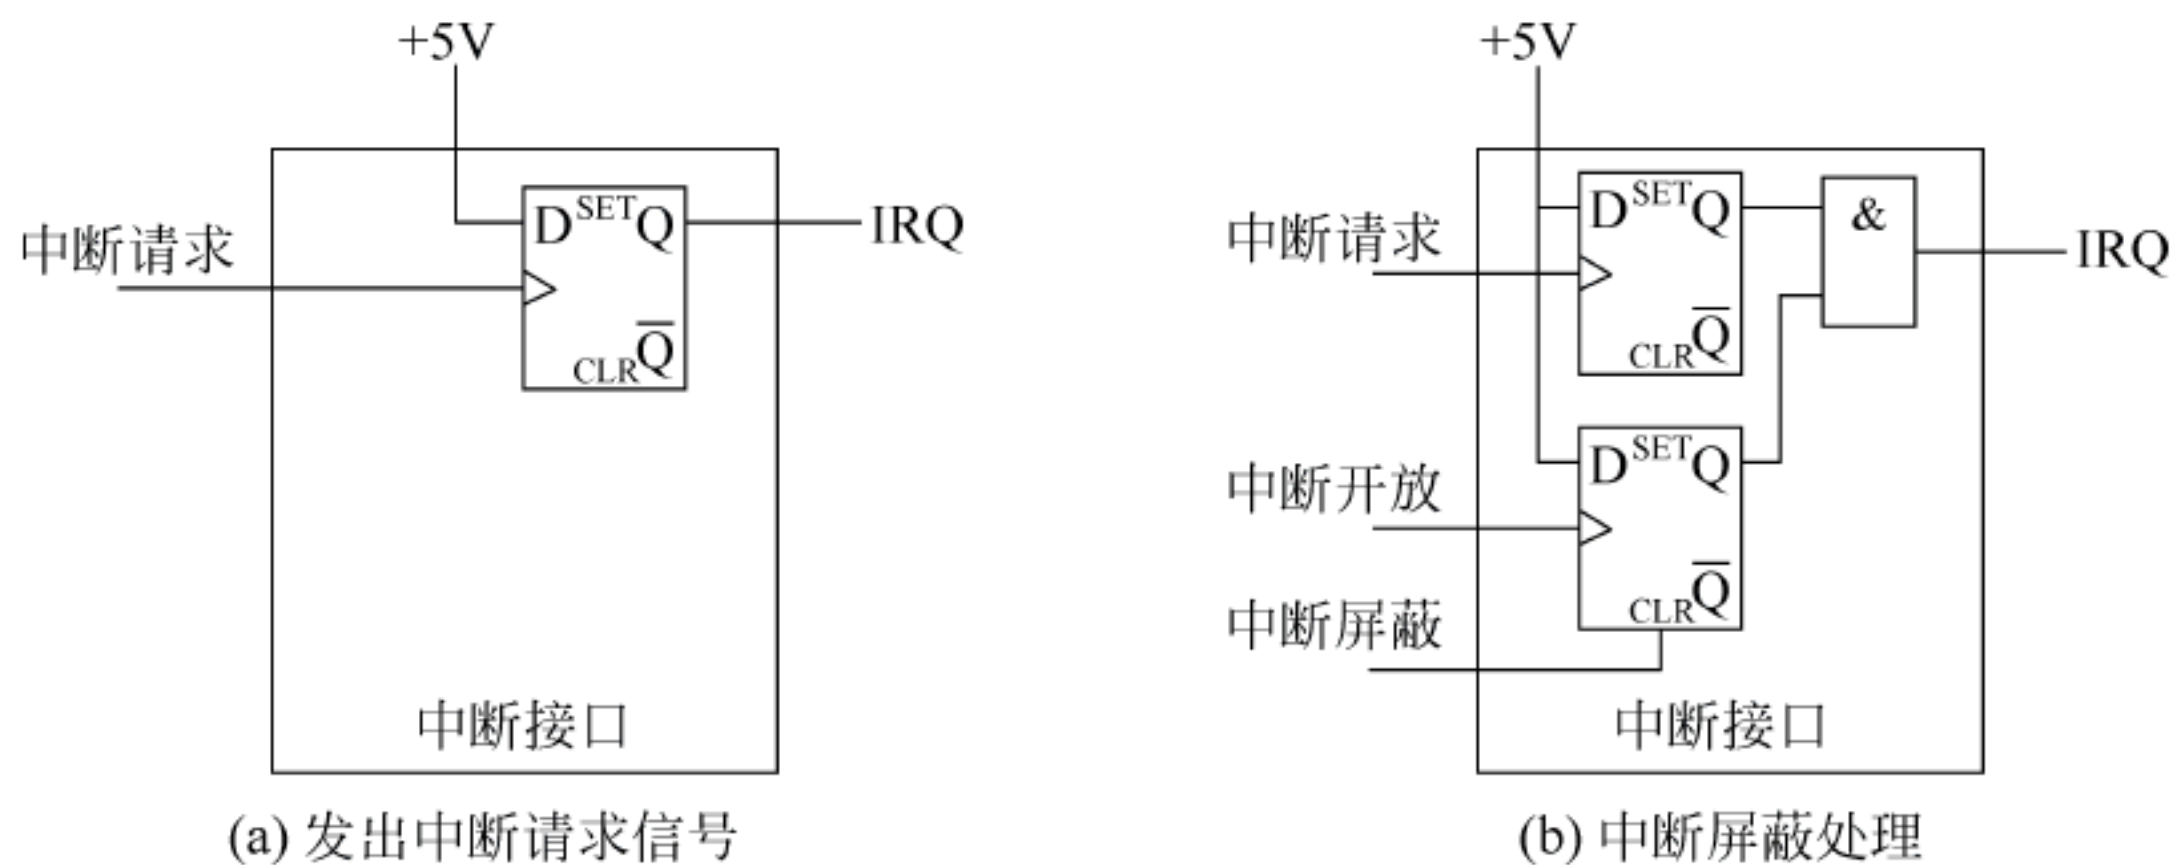 +5V
D SET Q
中断请求
IRQ
CLR Q̅
中断接口
(a) 发出中断请求信号
+5V
D SET Q
&
中断请求
IRQ
CLR Q̅
D SET Q
中断开放
CLR Q̅
中断屏蔽
中断接口
(b) 中断屏蔽处理